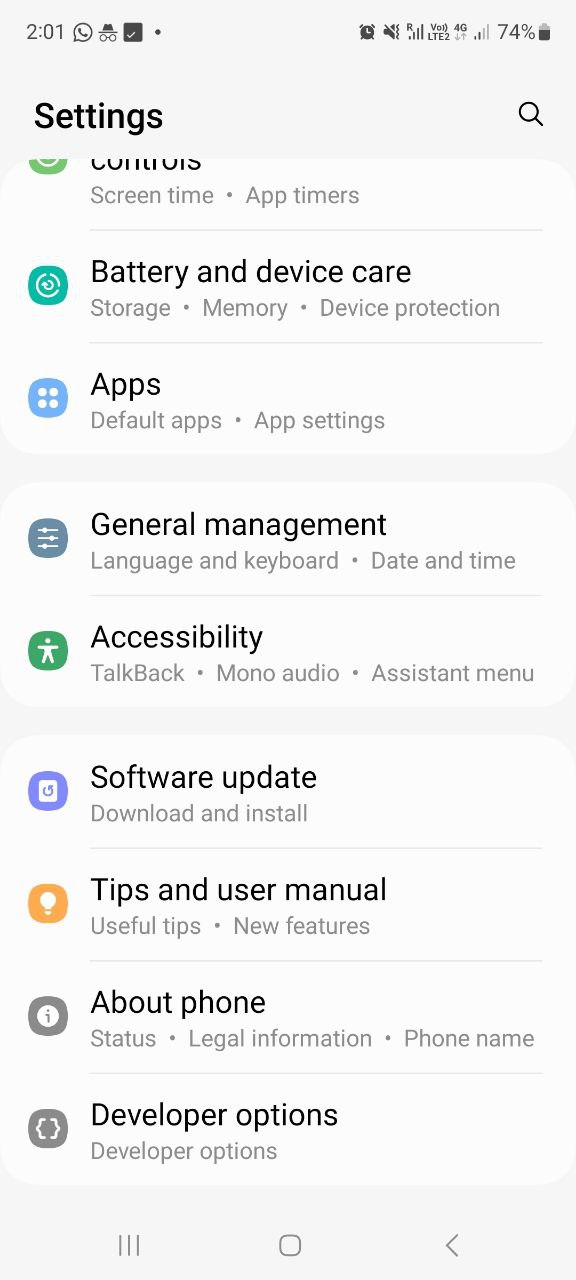 2:01 R Vo) LTE2 4G 74%
Settings
controls
Screen time • App timers
Battery and device care
Storage • Memory • Device protection
Apps
Default apps • App settings
General management
Language and keyboard • Date and time
Accessibility
TalkBack • Mono audio • Assistant menu
Software update
Download and install
Tips and user manual
Useful tips • New features
About phone
Status • Legal information • Phone name
Developer options
Developer options